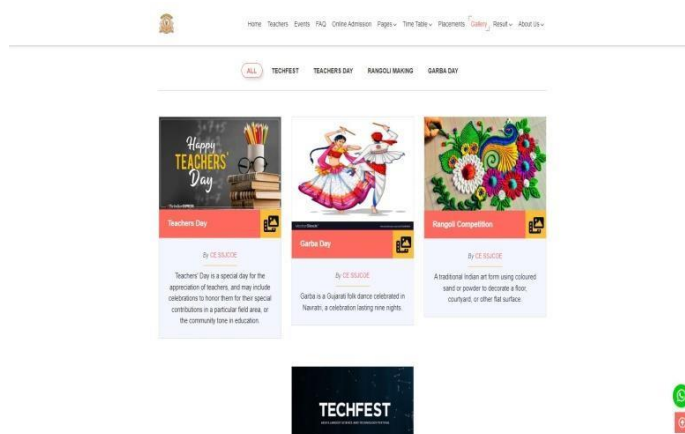 Home Teachers Events FAQ Online Admission Pages Time Table Placements Gallery Result About Us
ALL TECHFEST TEACHERS DAY RANGOLI MAKING GARBA DAY
Happy
TEACHERS'
Day
Teachers Day
By CE SSJCOE
Teachers' Day is a special day for the
appreciation of teachers, and may include
celebrations to honor them for their special
contributions in a particular field area, or
the community tone in education.
Garba Day
By CE SSJCOE
Garba is a Gujarati folk dance celebrated in
Navratri, a celebration lasting nine nights.
Rangoli Competition
By CE SSJCOE
A traditional Indian art form using coloured
sand or powder to decorate a floor,
courtyard, or other flat surface.
TECHFEST